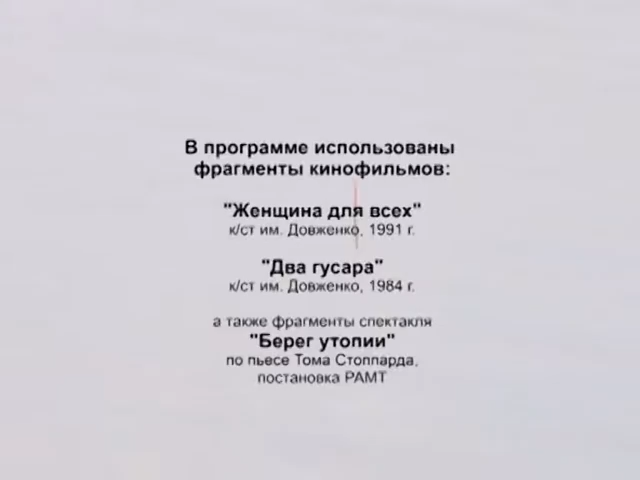 В программе использованы
фрагменты кинофильмов:
"Женщина для всех"
к/ст им. Довженко, 1991 г.
"Два гусара"
к/ст им. Довженко, 1984 г.
а также фрагменты спектакля
"Берег утопии"
по пьесе Тома Стоппарда,
постановка РАМТ